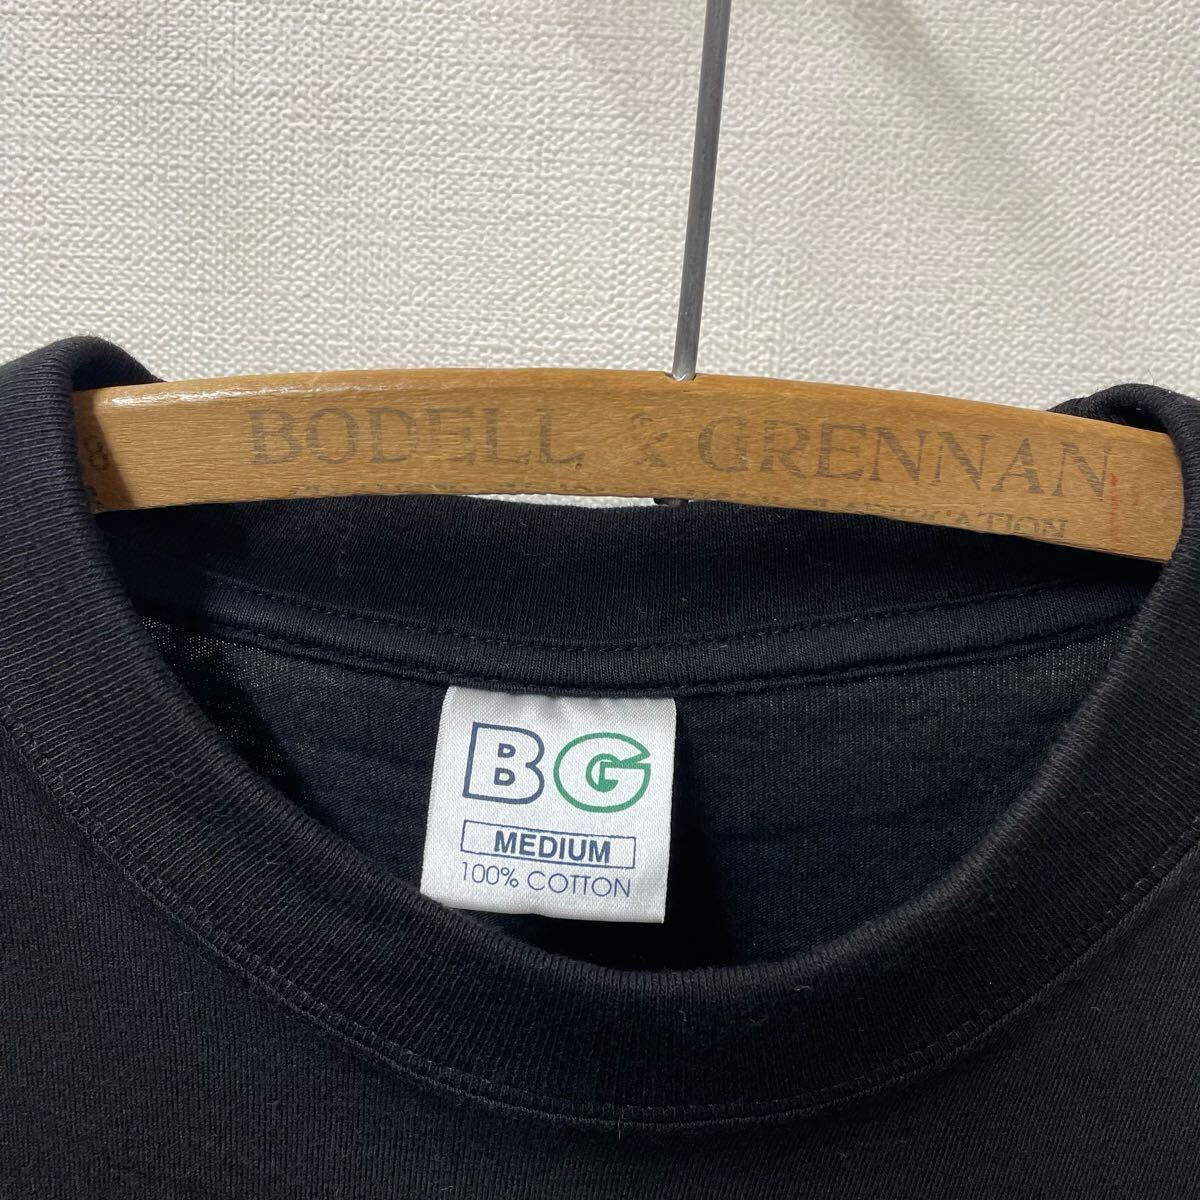 BODELL & GRENNAN
BG
MEDIUM
100% COTTON